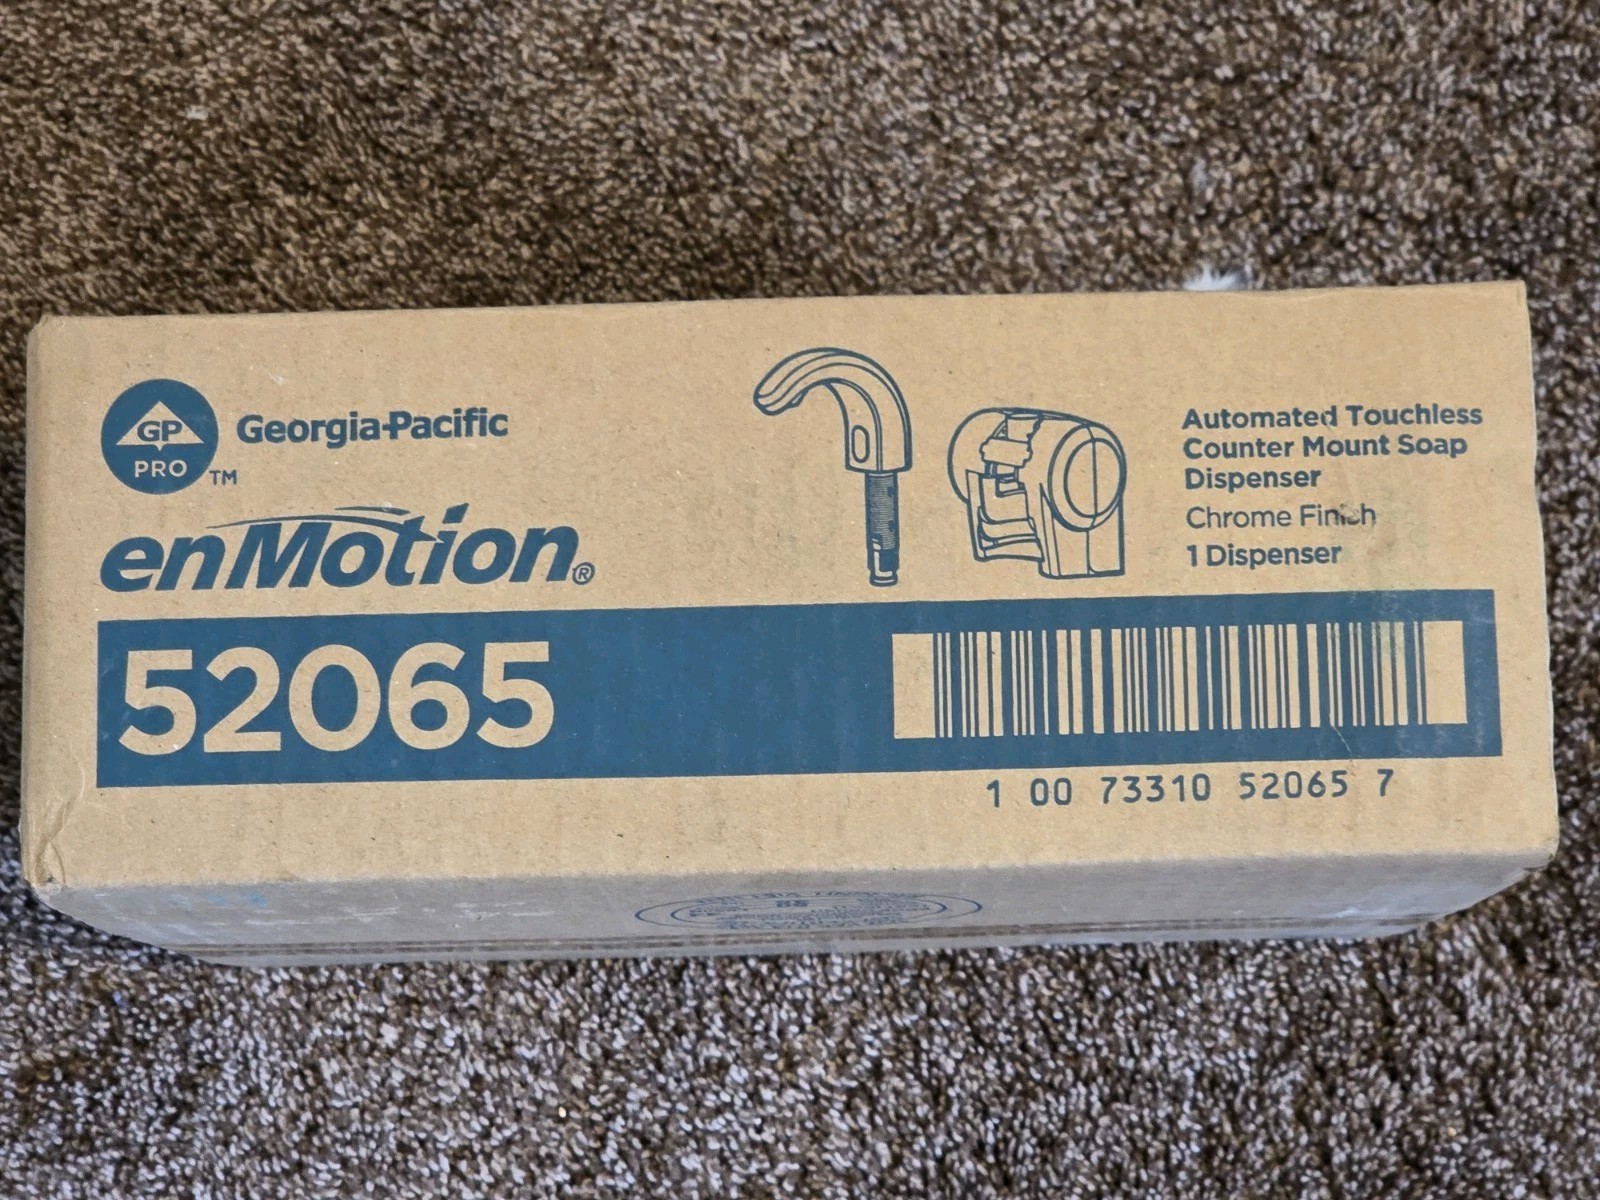 GP
PRO
TM
Georgia-Pacific
enMotion®
52065
Automated Touchless
Counter Mount Soap
Dispenser
Chrome Finish
1 Dispenser
1 00 73310 52065 7